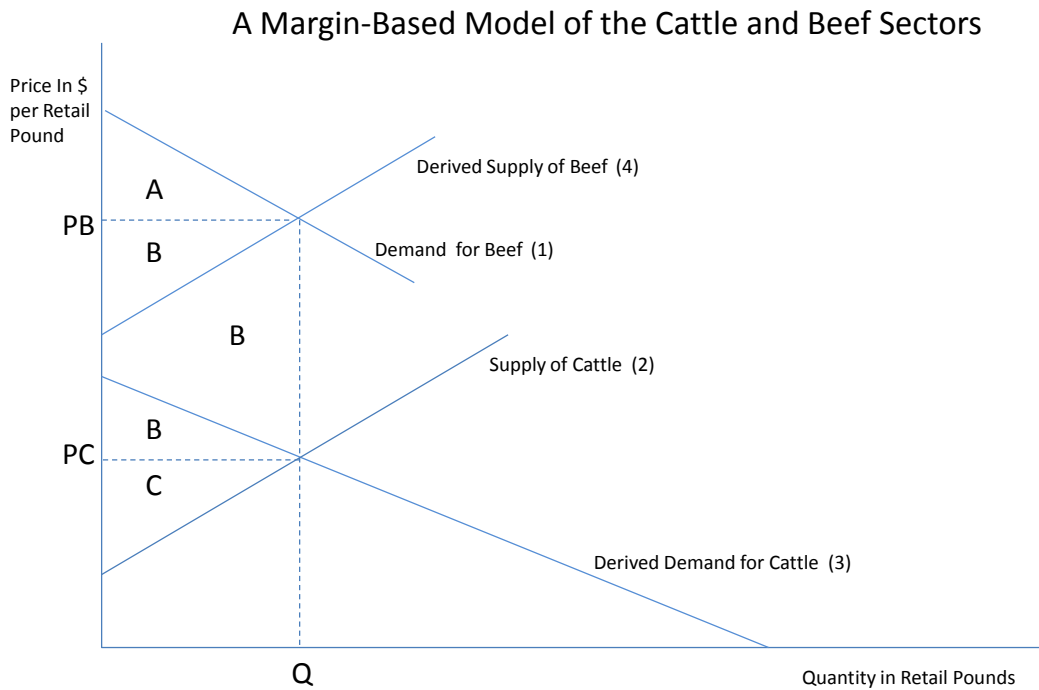 A Margin-Based Model of the Cattle and Beef Sectors
Price In $
per Retail
Pound
Derived Supply of Beef (4)
A
PB
Demand for Beef (1)
B
B
Supply of Cattle (2)
B
PC
C
Derived Demand for Cattle (3)
Q
Quantity in Retail Pounds